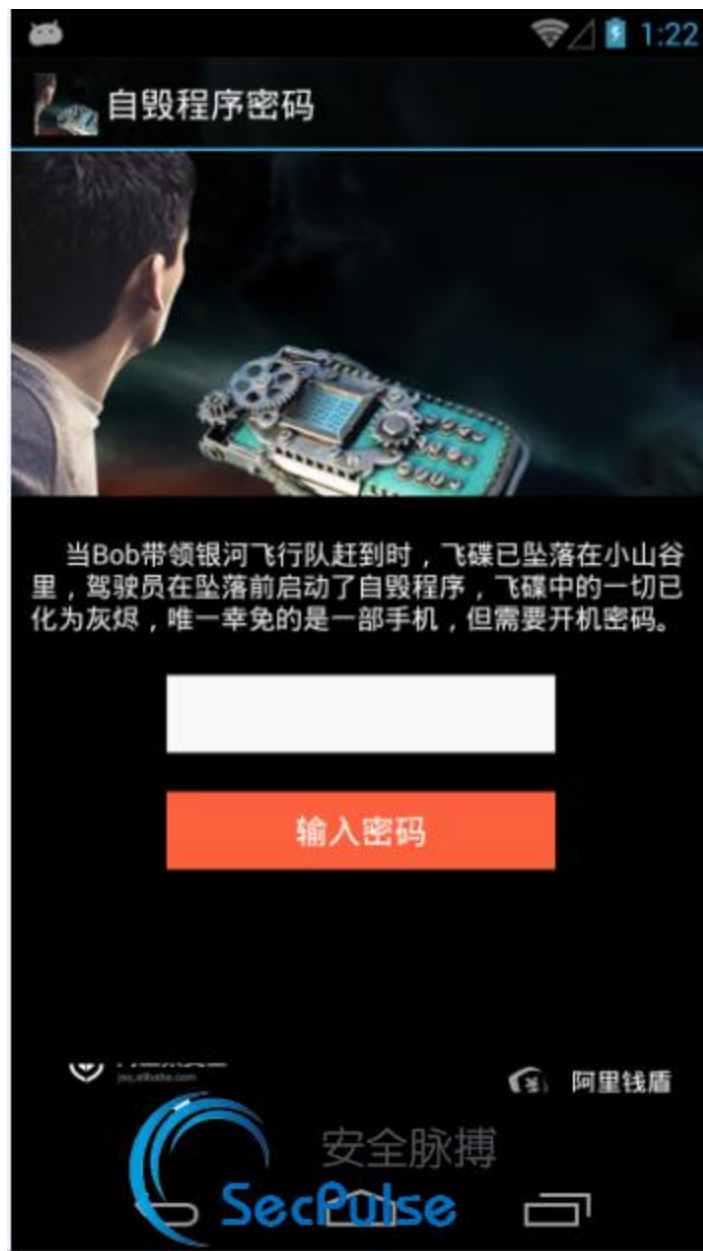 1:22
自毁程序密码
当Bob带领银河飞行队赶到时，飞碟已坠落在小山谷
里，驾驶员在坠落前启动了自毁程序，飞碟中的一切已
化为灰烬，唯一幸免的是一部手机，但需要开机密码。
输入密码
jaq.alibaba.com
阿里钱盾
安全脉搏
SecPulse